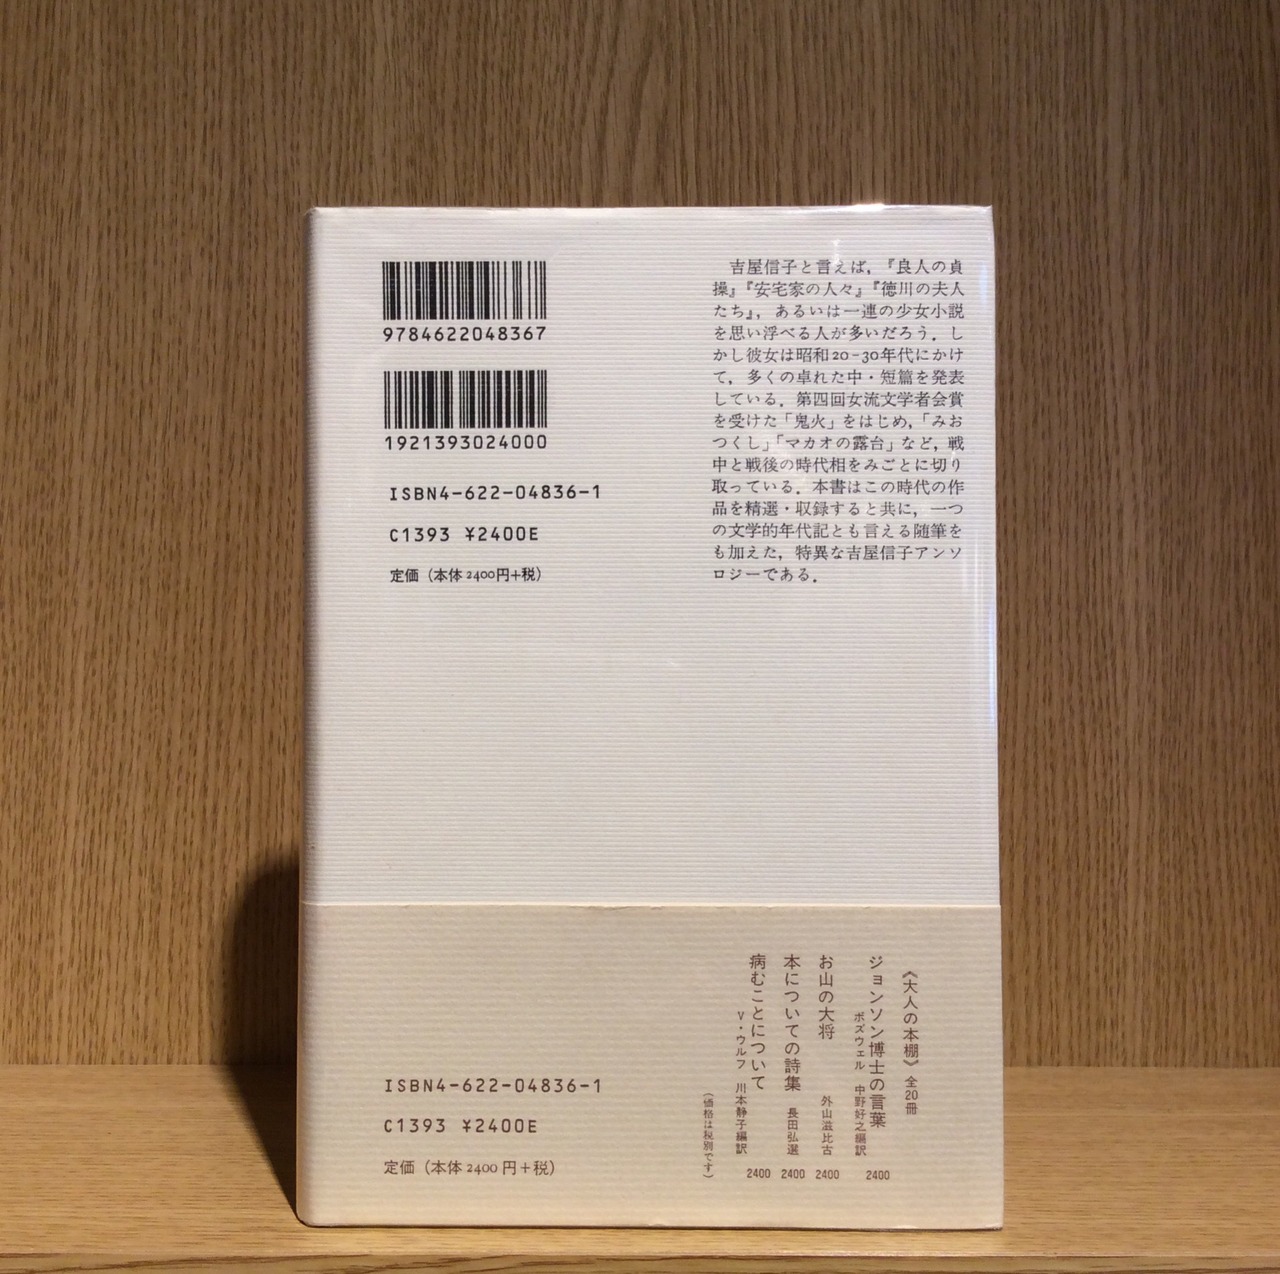 9784622048367
1921393024000
ISBN4-622-04836-1
C1393 ¥2400E
定価（本体2400円+税）
吉屋信子と言えば，『良人の貞
操』『安宅家の人々』『徳川の夫人
たち』，あるいは一連の少女小説
を思い浮べる人が多いだろう．し
かし彼女は昭和20-30年代にかけ
て，多くの卓れた中・短篇を発表
している．第四回女流文学者会賞
を受けた「鬼火」をはじめ，「みお
つくし」「マカオの露台」など，戦
中と戦後の時代相をみごとに切り
取っている．本書はこの時代の作
品を精選・収録すると共に，一つ
の文学的年代記とも言える随筆を
も加えた，特異な吉屋信子アンソ
ロジーである．
《大人の本棚》 全20冊
ジョンソン博士の言葉
ボズウェル 中野好之編訳 2400
お山の大将 外山滋比古 2400
本についての詩集 長田弘選 2400
病むことについて
V・ウルフ 川本静子編訳 2400
（価格は税別です）
ISBN4-622-04836-1
C1393 ¥2400E
定価（本体2400円+税）